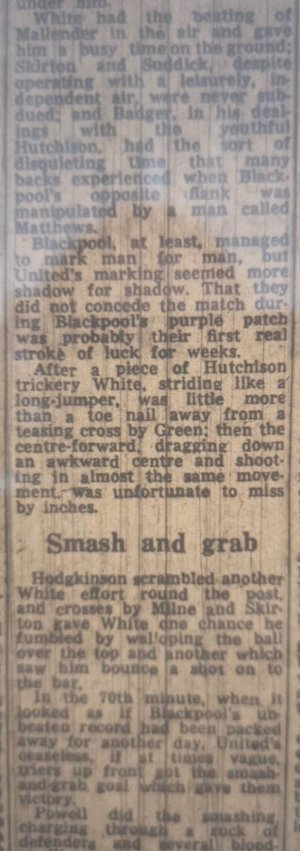 under him.
White had the beating of
Mallender in the air and gave
him a busy time on the ground;
Skirton and Suddick, despite
operating with a leisurely, in-
dependent air, were never sub-
dued; and Badger, in his deal-
ings with the youthful
Hutchison, had the sort of
disquieting time that many
backs experienced when Black-
pool's opposite flank was
manipulated by a man called
Matthews.
Blackpool, at least, managed
to mark man for man, but
United's marking seemed more
shadow for shadow. That they
did not concede the match dur-
ing Blackpool's purple patch
was probably their first real
stroke of luck for weeks.
After a piece of Hutchison
trickery White, striding like a
long-jumper, was little more
than a toe nail away from a
teasing cross by Green; then the
centre-forward, dragging down
an awkward centre and shoot-
ing in almost the same move-
ment, was unfortunate to miss
by inches.
Smash and grab
Hodgkinson scrambled another
White effort round the post,
and crosses by Milne and Skir-
ton gave White one chance he
fumbled by walloping the ball
over the top and another which
saw him bounce a shot on to
the bar.
In the 70th minute, when it
looked as if Blackpool's un-
beaten record had been packed
away for another day, United's
ceaseless, if at times vague,
triers up front got the smash-
and-grab goal which gave them
victory.
Powell did the smashing,
charging through a ruck of
defenders and several blood-